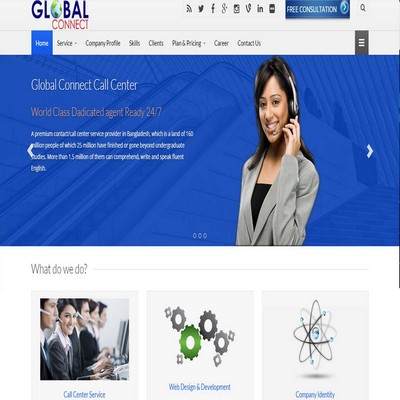 GLOBAL
CONNECT
FREE CONSULTATION
Home Service Company Profile Skills Clients Plan & Pricing Career Contact Us
Global Connect Call Center
World Class Dadicated agent Ready 24/7
A premium contact/call center service provider in Bangladesh, which is a land of 160
million people of which 25 million have finished or gone beyond undergraduate
studies. More than 1.5 million of them can comprehend, write and speak fluent
English.
What do we do?
Call Center Service
Web Design & Development
Company Identity